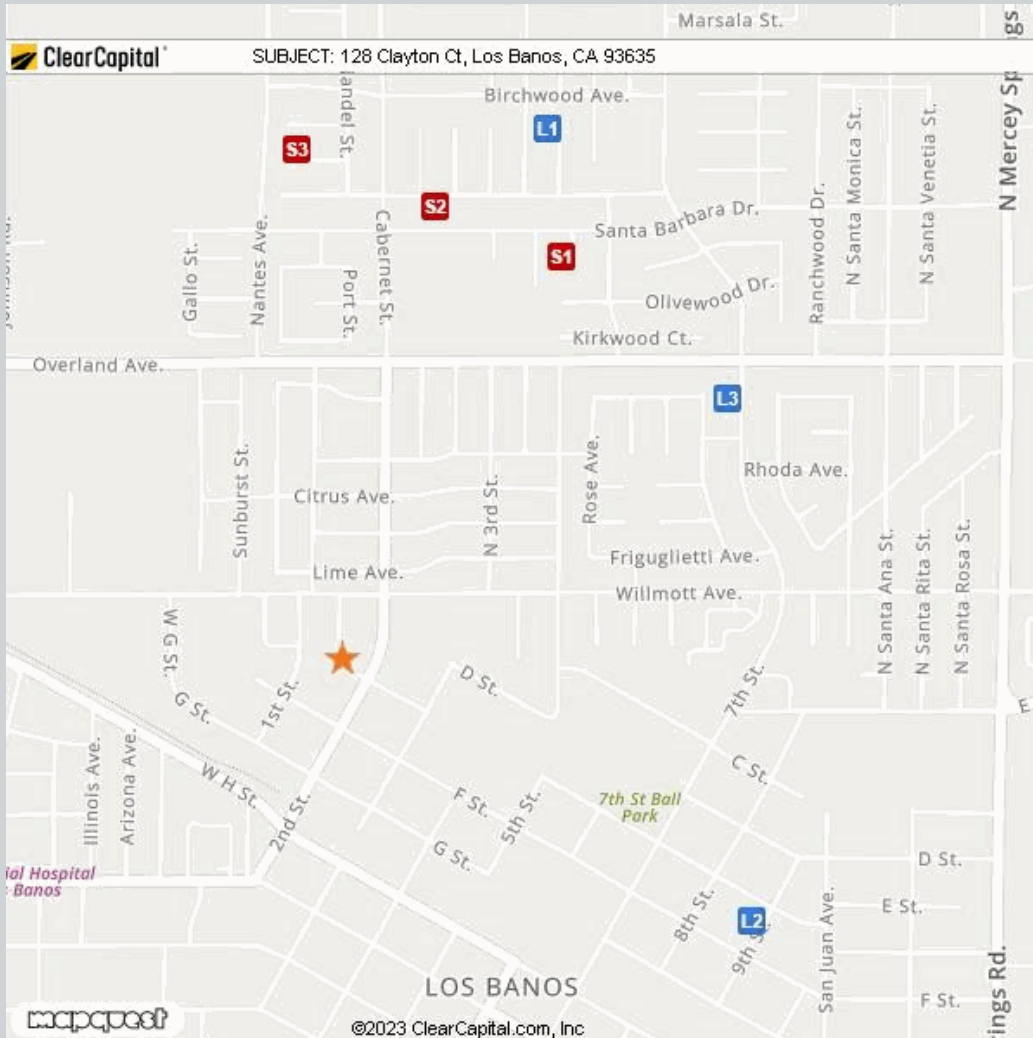 Marsala St.
ClearCapital
SUBJECT: 128 Clayton Ct, Los Banos, CA 93635
Birchwood Ave.
L1
S3
S2
N Santa Monica St.
N Santa Venetia St.
Santa Barbara Dr.
Ranchwood Dr.
Cabernet St.
Nantes Ave.
Gallo St.
S1
Port St.
Olivewood Dr.
Kirkwood Ct.
Overland Ave.
L3
Rhoda Ave.
Rose Ave.
Sunburst St.
Citrus Ave.
N 3rd St.
Friguglietti Ave.
Lime Ave.
Willmott Ave.
N Santa Ana St.
N Santa Rita St.
N Santa Rosa St.
W G St.
D St.
1st St.
7th St.
G St.
C St.
W H St.
Illinois Ave.
Arizona Ave.
2nd St.
F St.
5th St.
7th St Ball
Park
G St.
D St.
Hospital
Banos
8th St.
E St.
L2
9th St.
San Juan Ave.
LOS BANOS
F St.
mapquest
©2023 ClearCapital.com, Inc